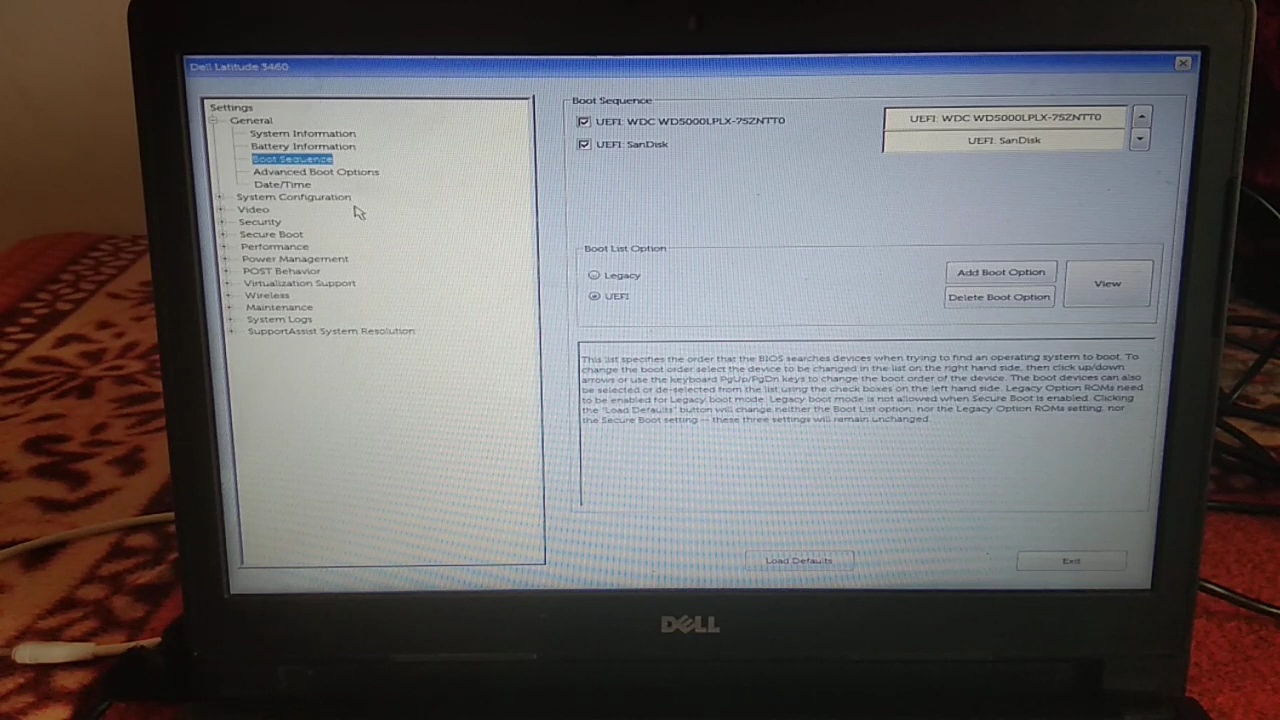 Dell Latitude 3460
Settings
General
System Information
Battery Information
Boot Sequence
Advanced Boot Options
Date/Time
System Configuration
Video
Security
Secure Boot
Performance
Power Management
POST Behavior
Virtualization Support
Wireless
Maintenance
System Logs
SupportAssist System Resolution
Boot Sequence
UEFI: WDC WD5000LPLX-75ZNTT0
UEFI: SanDisk
UEFI: WDC WD5000LPLX-75ZNTT0
UEFI: SanDisk
Boot List Option
Legacy
UEFI
Add Boot Option
Delete Boot Option
View
This list specifies the order that the BIOS searches devices when trying to find an operating system to boot. To
change the boot order select the device to be changed in the list on the right hand side, then click up/down
arrows or use the keyboard PgUp/PgDn keys to change the boot order of the device. The boot devices can also
be selected or de-selected from the list using the check boxes on the left hand side. Legacy Option ROMs need
to be enabled for Legacy boot mode. Legacy boot mode is not allowed when Secure Boot is enabled. Clicking
the "Load Defaults" button will change neither the Boot List option, nor the Legacy Option ROMs setting, nor
the Secure Boot setting -- these three settings will remain unchanged.
Load Defaults
Exit
DELL